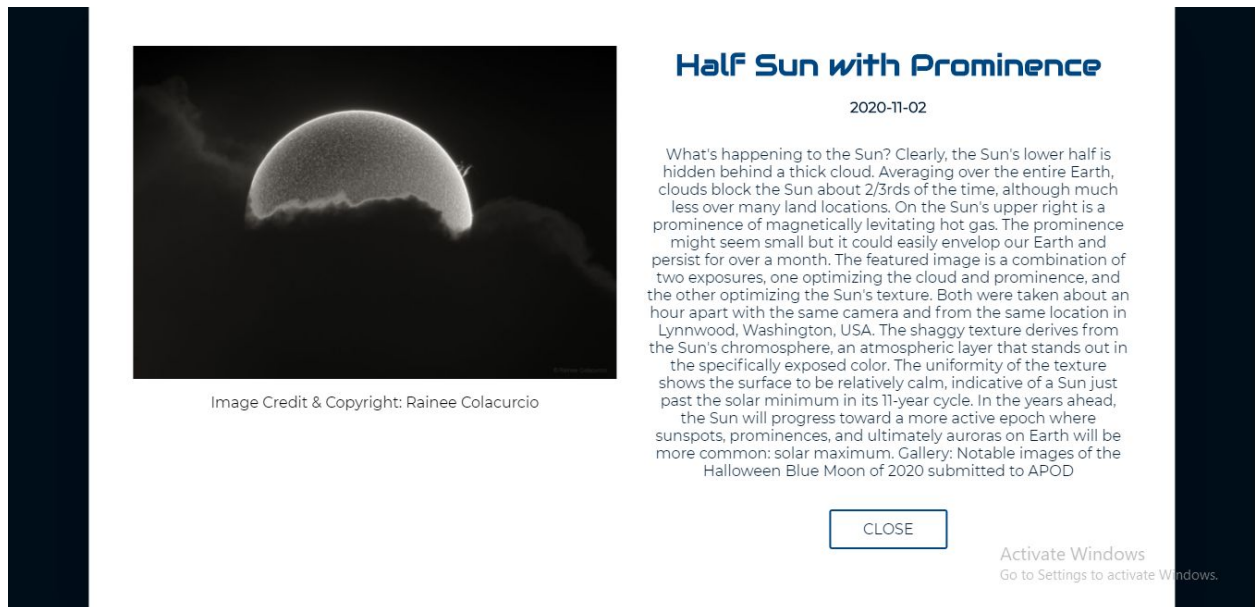 Half Sun with Prominence
2020-11-02
What's happening to the Sun? Clearly, the Sun's lower half is
hidden behind a thick cloud. Averaging over the entire Earth,
clouds block the Sun about 2/3rds of the time, although much
less over many land locations. On the Sun's upper right is a
prominence of magnetically levitating hot gas. The prominence
might seem small but it could easily envelop our Earth and
persist for over a month. The featured image is a combination of
two exposures, one optimizing the cloud and prominence, and
the other optimizing the Sun's texture. Both were taken about an
hour apart with the same camera and from the same location in
Lynnwood, Washington, USA. The shaggy texture derives from
the Sun's chromosphere, an atmospheric layer that stands out in
the specifically exposed color. The uniformity of the texture
shows the surface to be relatively calm, indicative of a Sun just
past the solar minimum in its 11-year cycle. In the years ahead,
the Sun will progress toward a more active epoch where
sunspots, prominences, and ultimately auroras on Earth will be
more common: solar maximum. Gallery: Notable images of the
Halloween Blue Moon of 2020 submitted to APOD
© Rainee Colacurcio
Image Credit & Copyright: Rainee Colacurcio
CLOSE
Activate Windows
Go to Settings to activate Windows.